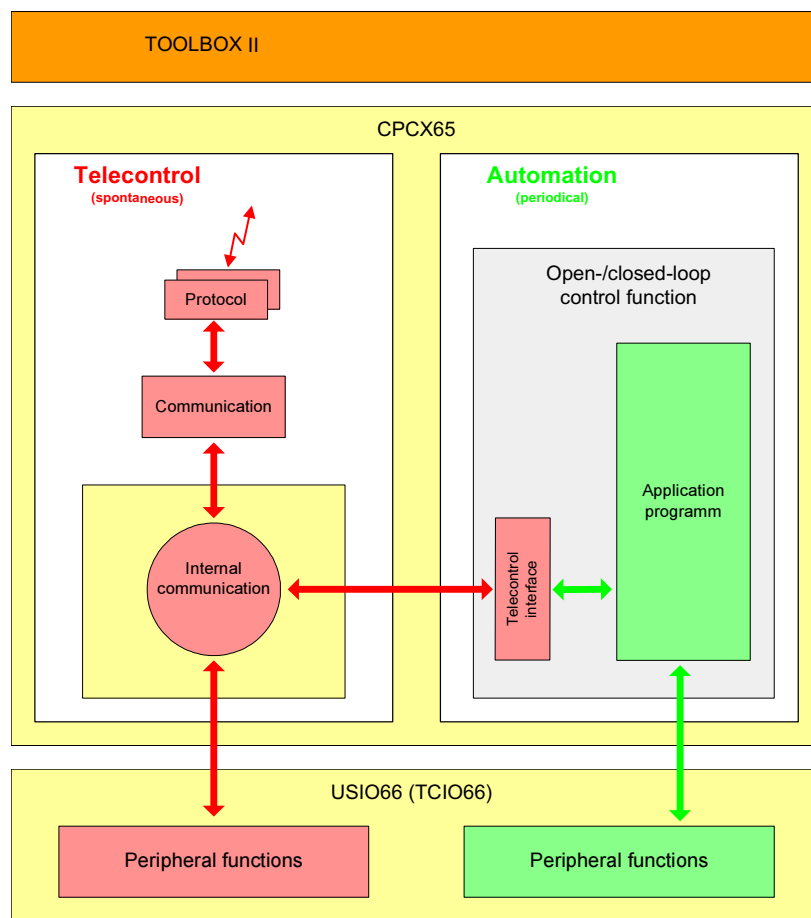 TOOLBOX II
CPCX65
Telecontrol
(spontaneous)
Protocol
Communication
Internal
communication
Automation
(periodical)
Open-/closed-loop
control function
Telecontrol
interface
Application
programm
USIO66 (TCIO66)
Peripheral functions
Peripheral functions